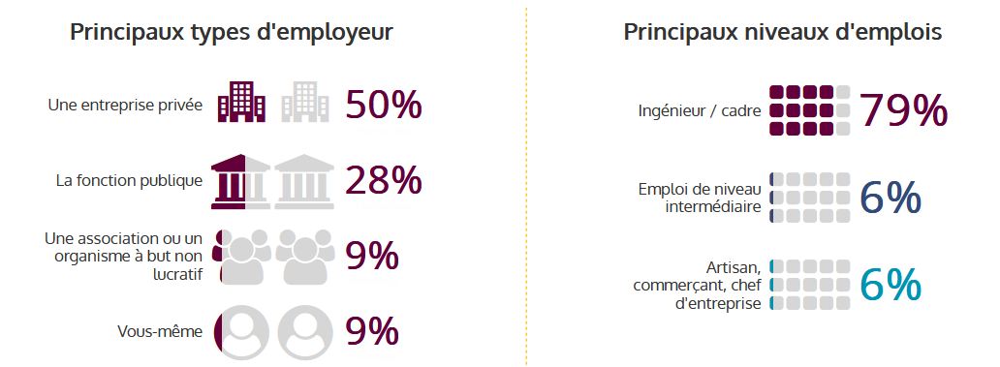 Principaux types d'employeur
Une entreprise privée
50%
La fonction publique
28%
Une association ou un
organisme à but non
lucratif
9%
Vous-même
9%
Principaux niveaux d'emplois
Ingénieur / cadre
79%
Emploi de niveau
intermédiaire
6%
Artisan,
commerçant, chef
d'entreprise
6%